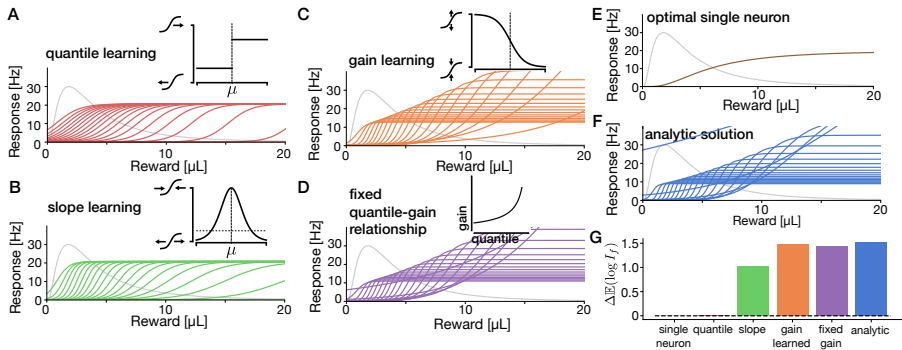 A
quantile learning
μ
Response [Hz]
30
20
10
0
0
10
20
Reward [μL]
B
slope learning
μ
Response [Hz]
30
20
10
0
0
10
20
Reward [μL]
C
gain learning
Response [Hz]
30
20
10
0
0
10
20
Reward [μL]
D
fixed
quantile-gain
relationship
gain
quantile
Response [Hz]
30
20
10
0
0
10
20
Reward [μL]
E
optimal single neuron
Response [Hz]
30
20
10
0
0
10
20
Reward [μL]
F
analytic solution
Response [Hz]
30
20
10
0
0
10
20
Reward [μL]
G
ΔE(log I_f)
1.5
1.0
0.0
single neuron
quantile
slope
gain learned
fixed gain
analytic